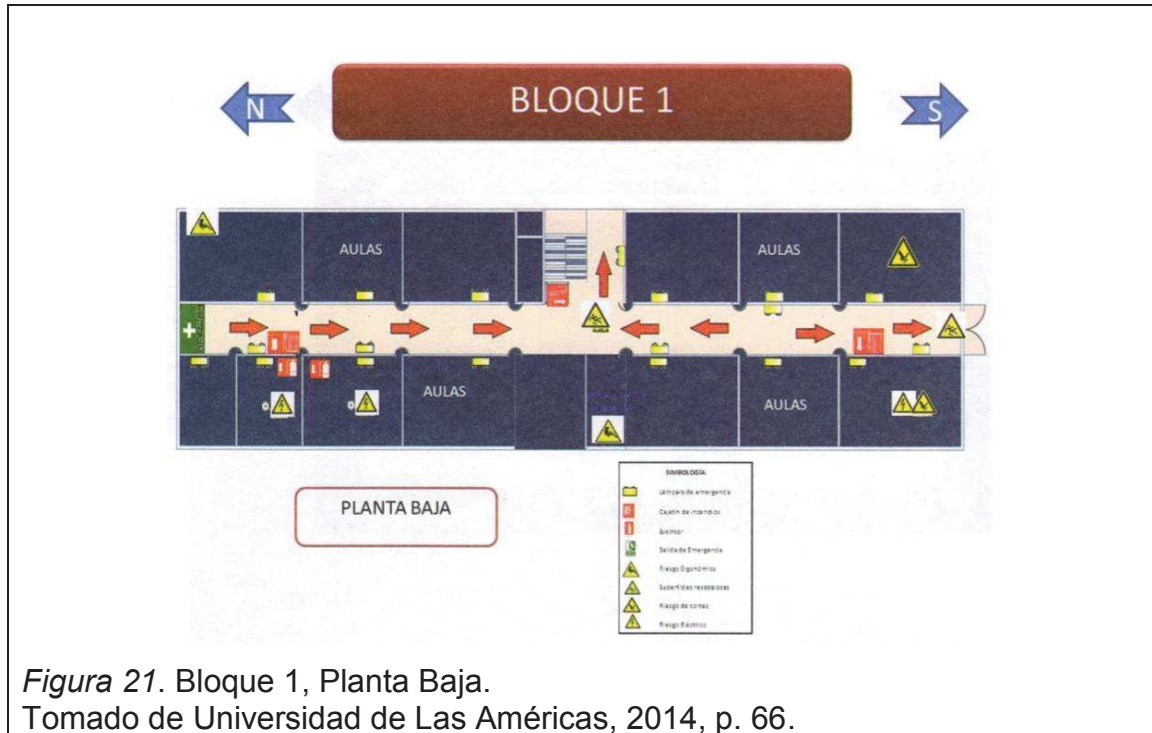 N
BLOQUE 1
S
AULAS
AULAS
AULAS
AULAS
PLANTA BAJA
SIMBOLOGÍA
Lámpara de emergencia
Cajetín de incendios
Extintor
Salida de Emergencia
Riesgo Ergonómico
Superficies resbalosas
Riesgo de cortes
Riesgo Eléctrico
Figura 21. Bloque 1, Planta Baja.
Tomado de Universidad de Las Américas, 2014, p. 66.